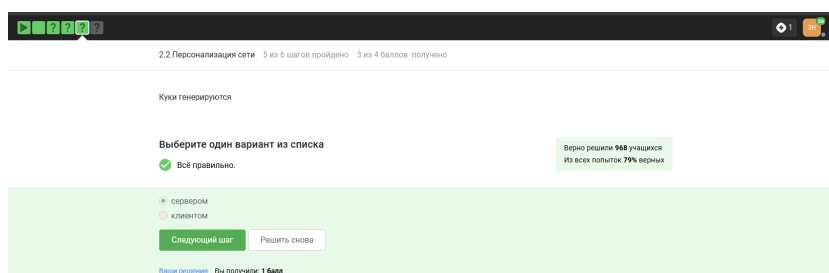 ? ? ? ?
1
ЗН
2.2 Персонализация сети 5 из 6 шагов пройдено 3 из 4 баллов получено
Куки генерируются
Выберите один вариант из списка
Всё правильно.
Верно решили 968 учащихся
Из всех попыток 79% верных
сервером
клиентом
Следующий шаг Решить снова
Ваши решения Вы получили: 1 балл